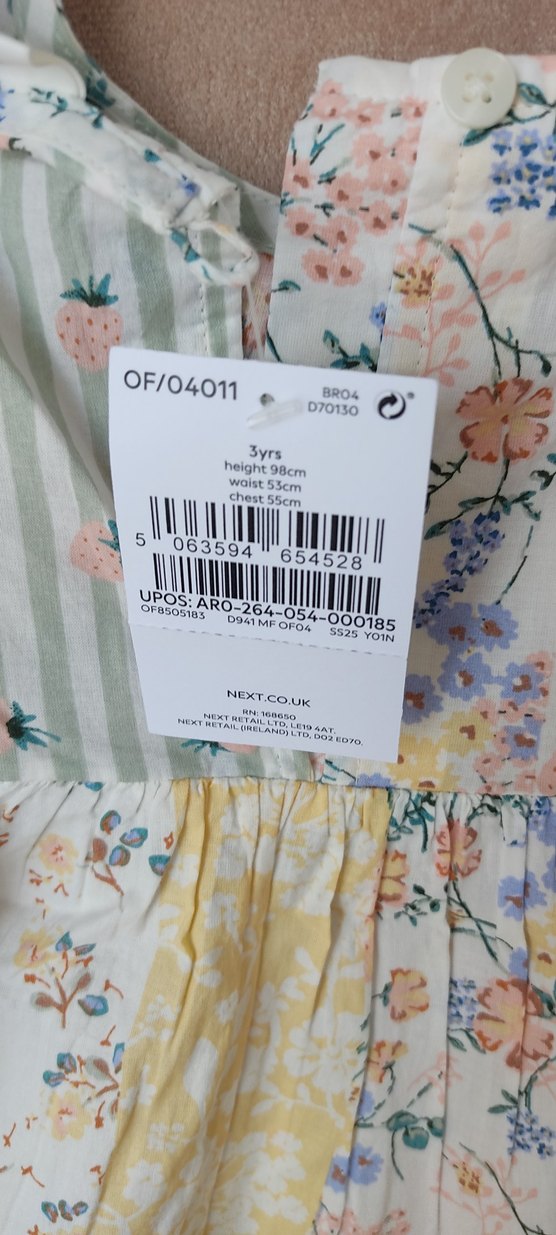 OF/04011
BR04
D70130
®
3yrs
height 98cm
waist 53cm
chest 55cm
5 063594 654528
UPOS: AR0-264-054-000185
OF8505183 D941 MF OF04 SS25 Y01N
NEXT.CO.UK
RN: 168650
NEXT RETAIL LTD, LE19 4AT.
NEXT RETAIL (IRELAND) LTD, D02 ED70.